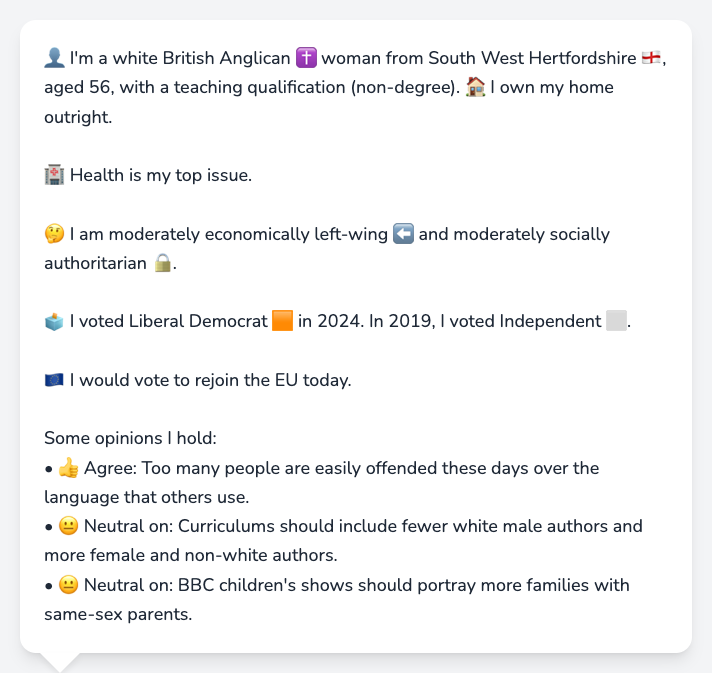 👤 I'm a white British Anglican ✝️ woman from South West Hertfordshire 🏴󠁧󠁢󠁥󠁮󠁧󠁿,
aged 56, with a teaching qualification (non-degree). 🏠 I own my home
outright.
🏥 Health is my top issue.
🤔 I am moderately economically left-wing ⬅️ and moderately socially
authoritarian 🔒.
🗳️ I voted Liberal Democrat 🟧 in 2024. In 2019, I voted Independent ⬜.
🇪🇺 I would vote to rejoin the EU today.
Some opinions I hold:
• 👍 Agree: Too many people are easily offended these days over the
language that others use.
• 😐 Neutral on: Curriculums should include fewer white male authors and
more female and non-white authors.
• 😐 Neutral on: BBC children's shows should portray more families with
same-sex parents.